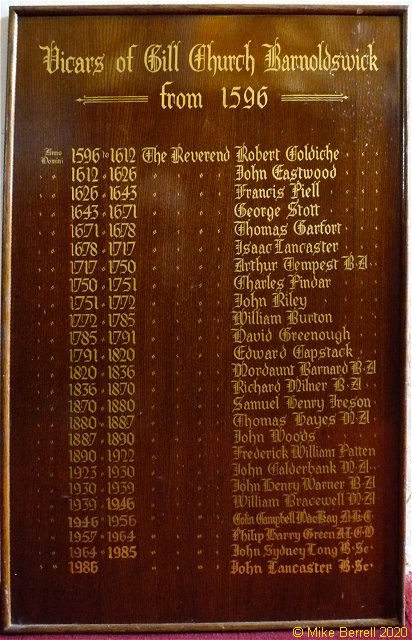 Vicars of Gill Church Barnoldswick
from 1596
Anno Domini 1596 to 1612 The Reverend Robert Goldiche
1612 1626 John Eastwood
1626 1643 Francis Piell
1643 1671 George Stott
1671 1678 Thomas Garfort
1678 1717 Isaac Lancaster
1717 1750 Arthur Tempest B.A
1750 1751 Charles Pindar
1751 1772 John Riley
1772 1785 William Burton
1785 1791 David Greenough
1791 1820 Edward Capstack
1820 1836 Mordaunt Barnard B.A
1836 1870 Richard Milner B.A
1870 1880 Samuel Henry Ireson
1880 1887 Thomas Hayes M.A
1887 1890 John Woods
1890 1922 Frederick William Patten
1923 1930 John Calderbank M.A
1930 1939 John Henry Warner B.A
1939 1946 William Bracewell M.A
1946 1956 Colin Campbell MacKay
1957 1964 Philip Harry Green
1964 1985 John Sydney Long B.Sc
1986 John Lancaster B.Sc
© Mike Berrell 2020